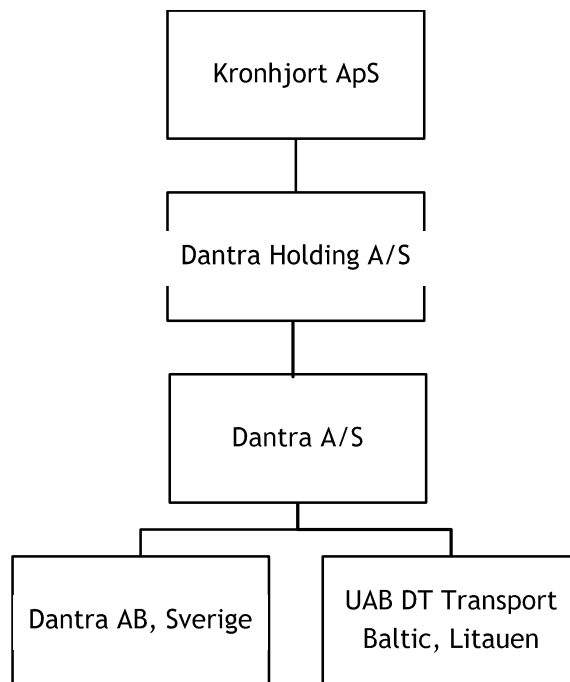 Kronhjort ApS
Dantra Holding A/S
Dantra A/S
Dantra AB, Sverige
UAB DT Transport
Baltic, Litauen